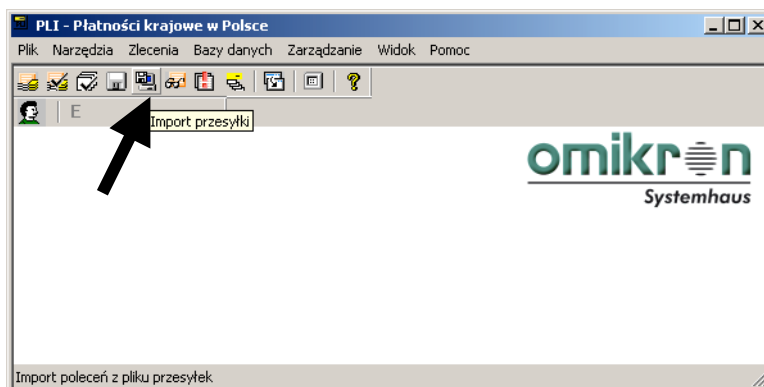 PLI - Płatności krajowe w Polsce
Plik Narzędzia Zlecenia Bazy danych Zarządzanie Widok Pomoc
E
Import przesyłki
omikron
Systemhaus
Import poleceń z pliku przesyłek